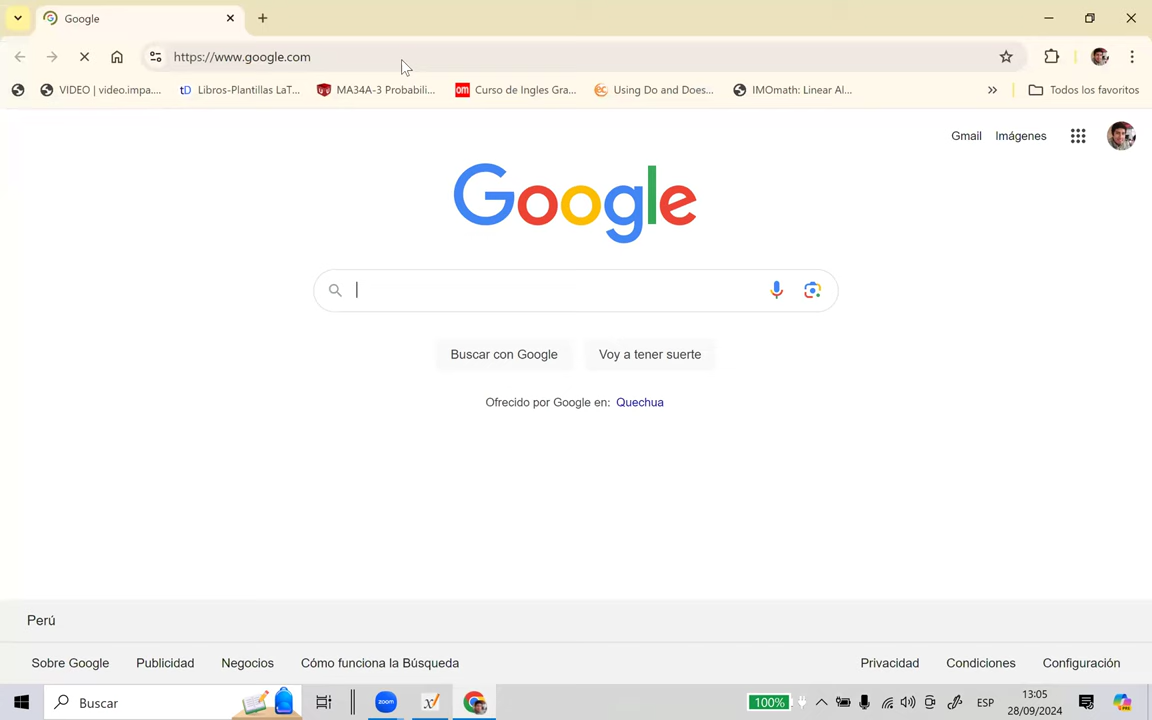 Google
https://www.google.com
VIDEO | video.impa....
tD Libros-Plantillas LaT...
MA34A-3 Probabili...
om Curso de Ingles Gra...
Using Do and Does...
IMOmath: Linear Al...
Todos los favoritos
Gmail Imágenes
Google
Buscar con Google Voy a tener suerte
Ofrecido por Google en: Quechua
Perú
Sobre Google Publicidad Negocios Cómo funciona la Búsqueda Privacidad Condiciones Configuración
Buscar zoom 100% ESP 13:05
28/09/2024